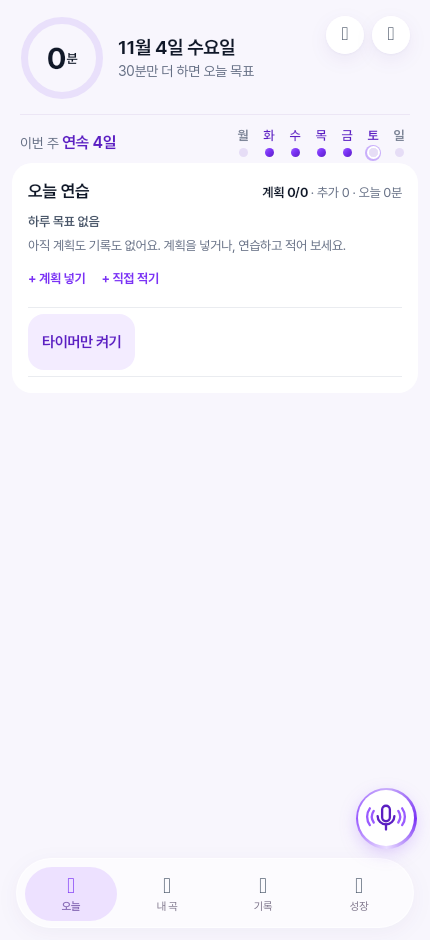 0분
11월 4일 수요일
30분만 더 하면 오늘 목표
이번 주 연속 4일
월 화 수 목 금 토 일
오늘 연습
계획 0/0 · 추가 0 · 오늘 0분
하루 목표 없음
아직 계획도 기록도 없어요. 계획을 넣거나, 연습하고 적어 보세요.
+ 계획 넣기 + 직접 적기
타이머만 켜기
오늘 내 곡 기록 성장